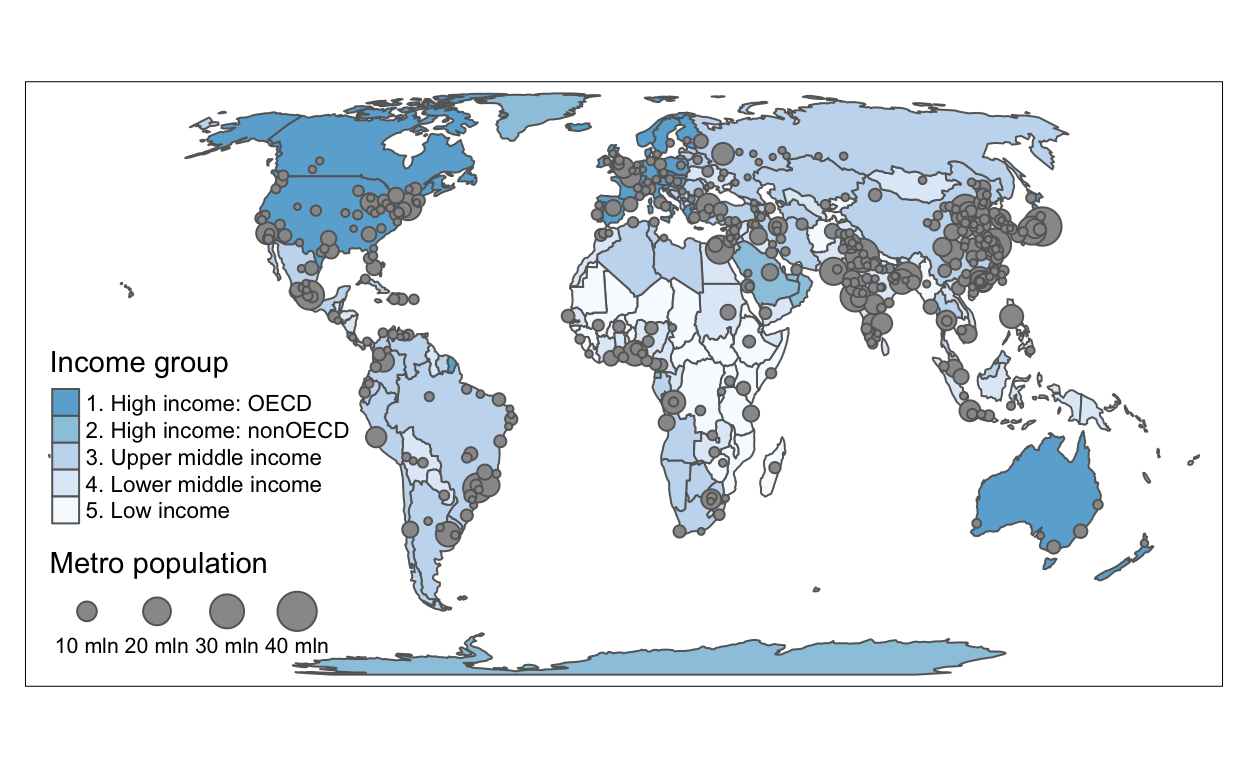 Income group
1. High income: OECD
2. High income: nonOECD
3. Upper middle income
4. Lower middle income
5. Low income
Metro population
10 mln 20 mln 30 mln 40 mln